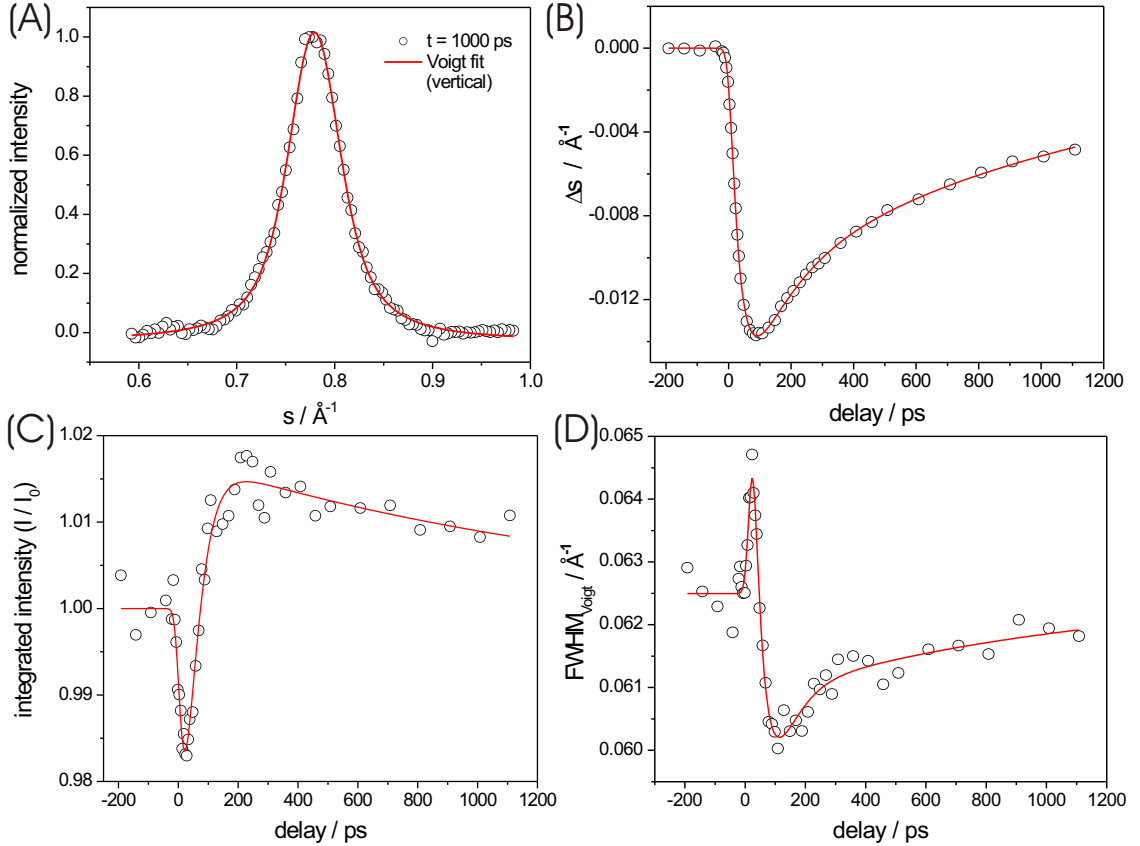 (A)
1.0
0.8
0.6
0.4
0.2
0.0
normalized intensity
t = 1000 ps
Voigt fit
(vertical)
0.6 0.7 0.8 0.9 1.0
s / Å⁻¹
(B)
0.000
-0.004
-0.008
-0.012
Δs / Å⁻¹
-200 0 200 400 600 800 1000 1200
delay / ps
(C)
1.02
1.01
1.00
0.99
0.98
integrated intensity (I / I₀)
-200 0 200 400 600 800 1000 1200
delay / ps
(D)
0.065
0.064
0.063
0.062
0.061
0.060
FWHM_Voigt / Å⁻¹
-200 0 200 400 600 800 1000 1200
delay / ps